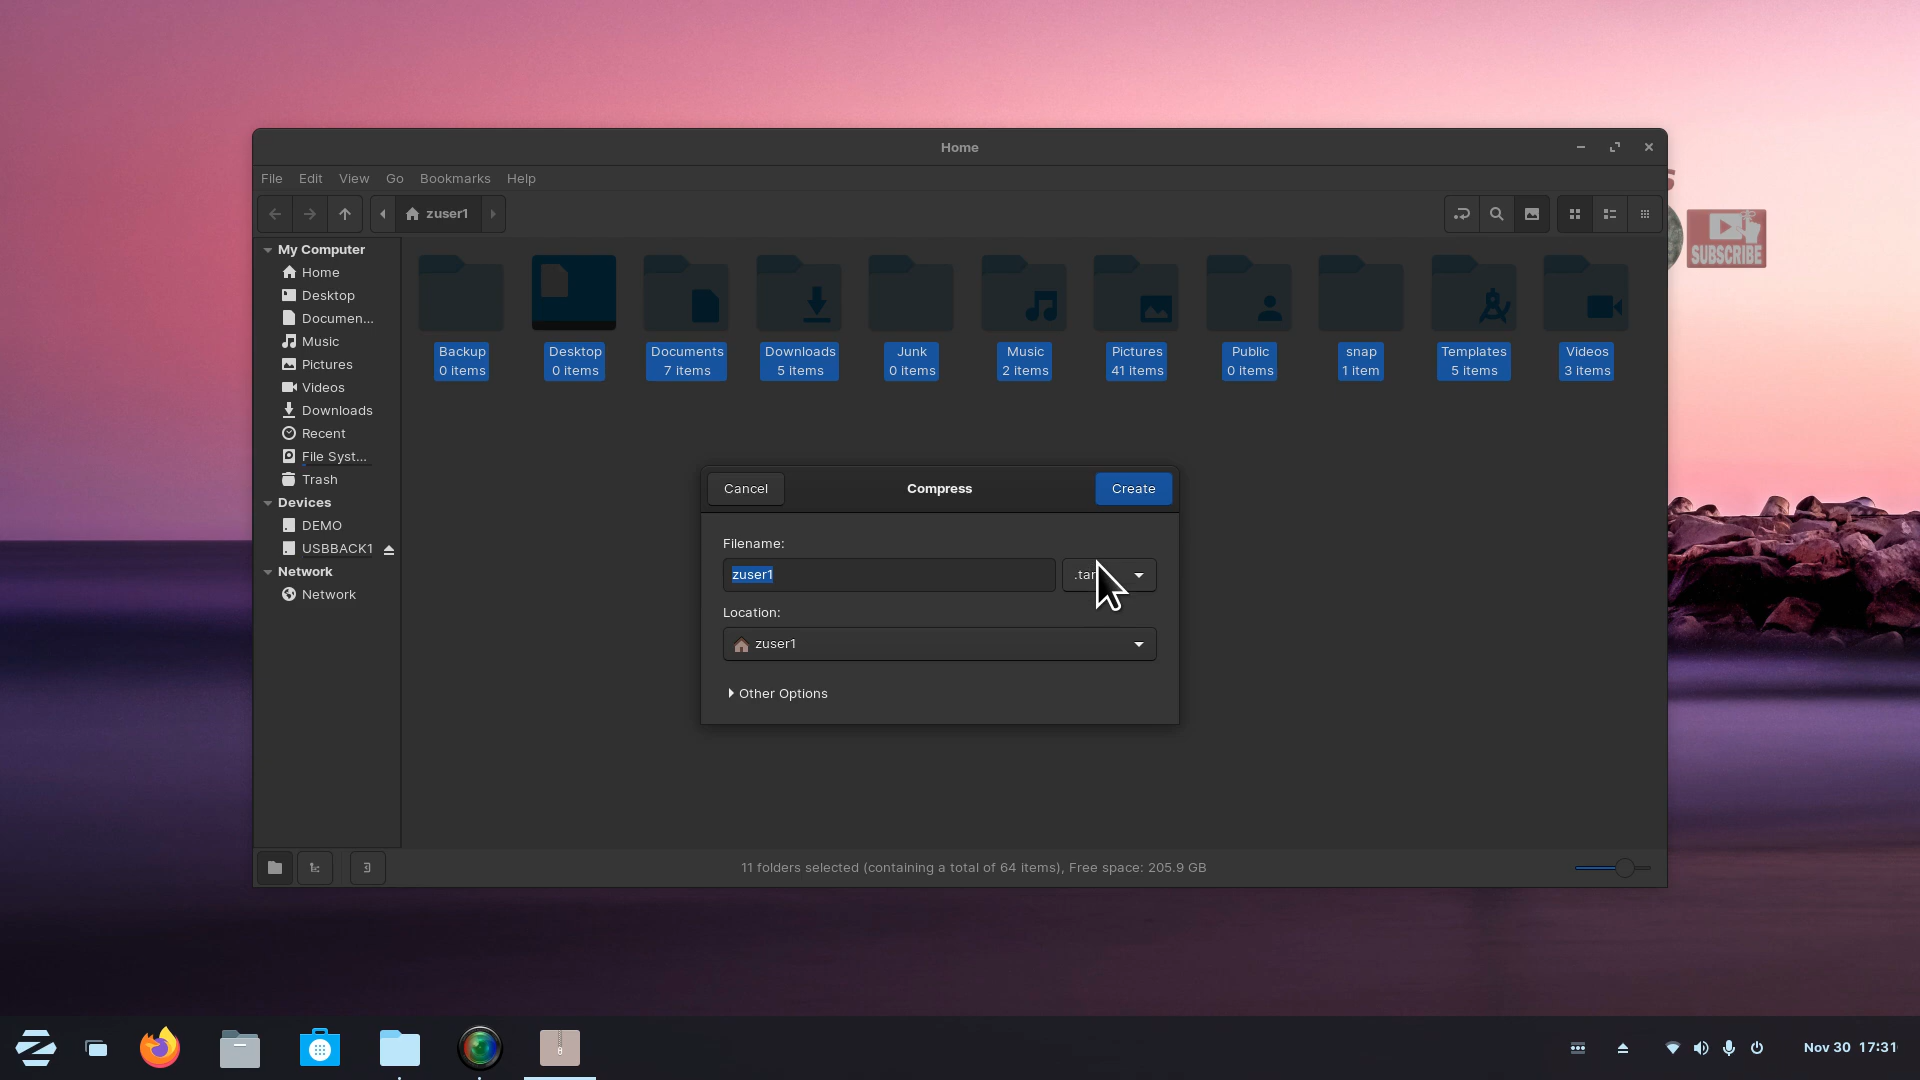 Home
File Edit View Go Bookmarks Help
zuser1
SUBSCRIBE
My Computer
Home
Desktop
Documen...
Music
Pictures
Videos
Downloads
Recent
File Syst...
Trash
Devices
DEMO
USBBACK1
Network
Network
Backup
0 items
Desktop
0 items
Documents
7 items
Downloads
5 items
Junk
0 items
Music
2 items
Pictures
41 items
Public
0 items
snap
1 item
Templates
5 items
Videos
3 items
Cancel Compress Create
Filename:
zuser1
Location:
zuser1
Other Options
11 folders selected (containing a total of 64 items), Free space: 205.9 GB
Nov 30 17:31